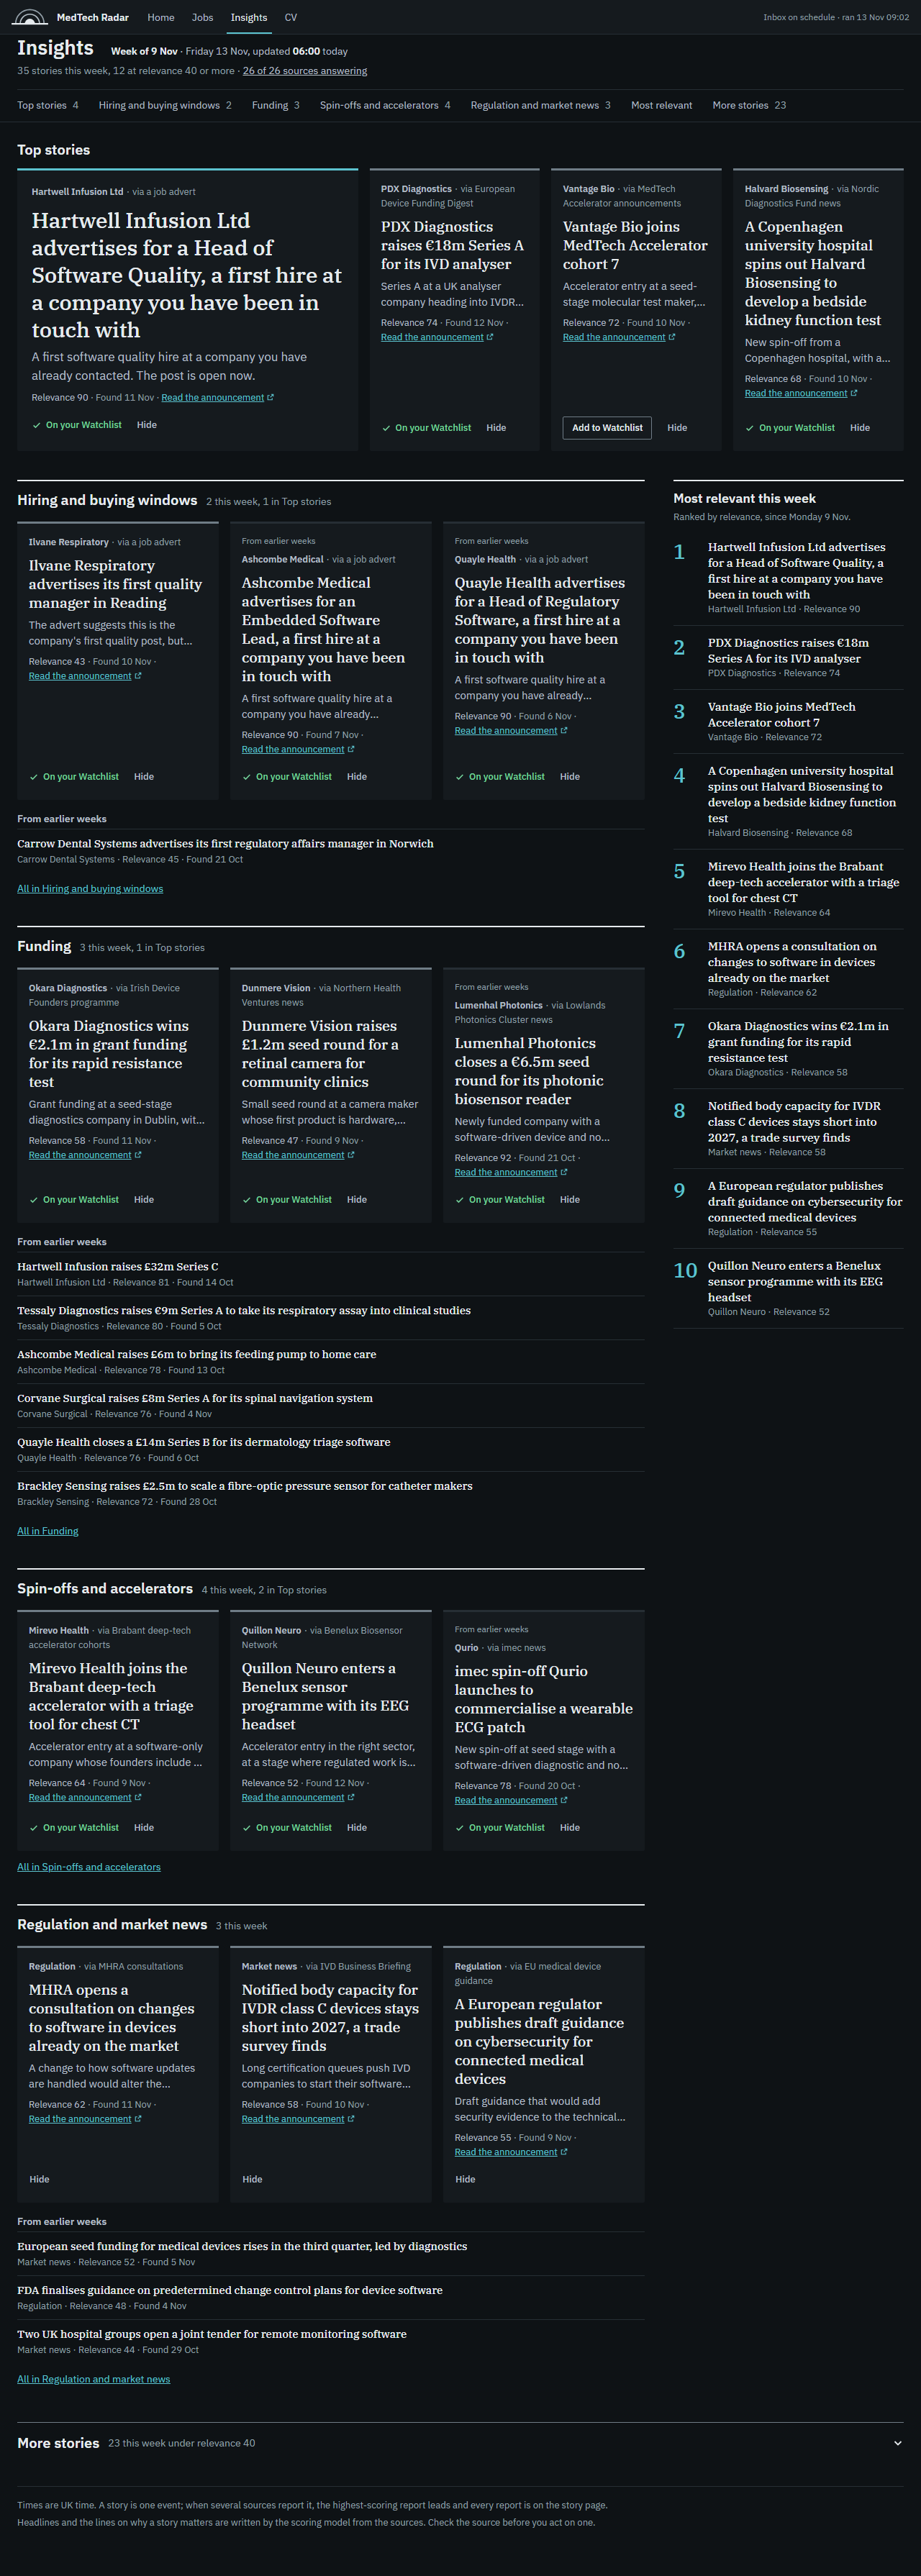 MedTech Radar Home Jobs Insights CV Inbox on schedule · ran 13 Nov 09:02
Insights Week of 9 Nov · Friday 13 Nov, updated 06:00 today
35 stories this week, 12 at relevance 40 or more · 26 of 26 sources answering
Top stories 4 Hiring and buying windows 2 Funding 3 Spin-offs and accelerators 4 Regulation and market news 3 Most relevant More stories 23
Top stories
Hartwell Infusion Ltd · via a job advert
Hartwell Infusion Ltd
advertises for a Head of
Software Quality, a first hire at
a company you have been in
touch with
A first software quality hire at a company you have
already contacted. The post is open now.
Relevance 90 · Found 11 Nov · Read the announcement
On your Watchlist Hide
PDX Diagnostics · via European
Device Funding Digest
PDX Diagnostics
raises €18m Series A
for its IVD analyser
Series A at a UK analyser
company heading into IVDR...
Relevance 74 · Found 12 Nov ·
Read the announcement
On your Watchlist Hide
Vantage Bio · via MedTech
Accelerator announcements
Vantage Bio joins
MedTech Accelerator
cohort 7
Accelerator entry at a seed-
stage molecular test maker,...
Relevance 72 · Found 10 Nov ·
Read the announcement
Add to Watchlist Hide
Halvard Biosensing · via Nordic
Diagnostics Fund news
A Copenhagen
university hospital
spins out Halvard
Biosensing to
develop a bedside
kidney function test
New spin-off from a
Copenhagen hospital, with a...
Relevance 68 · Found 10 Nov ·
Read the announcement
On your Watchlist Hide
Hiring and buying windows 2 this week, 1 in Top stories
Ilvane Respiratory · via a job advert
Ilvane Respiratory
advertises its first quality
manager in Reading
The advert suggests this is the
company's first quality post, but...
Relevance 43 · Found 10 Nov ·
Read the announcement
On your Watchlist Hide
From earlier weeks
Ashcombe Medical · via a job advert
Ashcombe Medical
advertises for an
Embedded Software
Lead, a first hire at a
company you have been
in touch with
A first software quality hire at a
company you have already...
Relevance 90 · Found 7 Nov ·
Read the announcement
On your Watchlist Hide
From earlier weeks
Quayle Health · via a job advert
Quayle Health advertises
for a Head of Regulatory
Software, a first hire at a
company you have been
in touch with
A first software quality hire at a
company you have already...
Relevance 90 · Found 6 Nov ·
Read the announcement
On your Watchlist Hide
From earlier weeks
Carrow Dental Systems advertises its first regulatory affairs manager in Norwich
Carrow Dental Systems · Relevance 45 · Found 21 Oct
All in Hiring and buying windows
Funding 3 this week, 1 in Top stories
Okara Diagnostics · via Irish Device
Founders programme
Okara Diagnostics wins
€2.1m in grant funding
for its rapid resistance
test
Grant funding at a seed-stage
diagnostics company in Dublin, wit...
Relevance 58 · Found 11 Nov ·
Read the announcement
On your Watchlist Hide
Dunmere Vision · via Northern Health
Ventures news
Dunmere Vision raises
£1.2m seed round for a
retinal camera for
community clinics
Small seed round at a camera maker
whose first product is hardware,...
Relevance 47 · Found 9 Nov ·
Read the announcement
On your Watchlist Hide
From earlier weeks
Lumenhal Photonics · via Lowlands
Photonics Cluster news
Lumenhal Photonics
closes a €6.5m seed
round for its photonic
biosensor reader
Newly funded company with a
software-driven device and no...
Relevance 92 · Found 21 Oct ·
Read the announcement
On your Watchlist Hide
From earlier weeks
Hartwell Infusion raises £32m Series C
Hartwell Infusion Ltd · Relevance 81 · Found 14 Oct
Tessaly Diagnostics raises €9m Series A to take its respiratory assay into clinical studies
Tessaly Diagnostics · Relevance 80 · Found 5 Oct
Ashcombe Medical raises £6m to bring its feeding pump to home care
Ashcombe Medical · Relevance 78 · Found 13 Oct
Corvane Surgical raises £8m Series A for its spinal navigation system
Corvane Surgical · Relevance 76 · Found 4 Nov
Quayle Health closes a £14m Series B for its dermatology triage software
Quayle Health · Relevance 76 · Found 6 Oct
Brackley Sensing raises £2.5m to scale a fibre-optic pressure sensor for catheter makers
Brackley Sensing · Relevance 72 · Found 28 Oct
All in Funding
Spin-offs and accelerators 4 this week, 2 in Top stories
Mirevo Health · via Brabant deep-tech
accelerator cohorts
Mirevo Health joins the
Brabant deep-tech
accelerator with a triage
tool for chest CT
Accelerator entry at a software-only
company whose founders include ...
Relevance 64 · Found 9 Nov ·
Read the announcement
On your Watchlist Hide
Quillon Neuro · via Benelux Biosensor
Network
Quillon Neuro enters a
Benelux sensor
programme with its EEG
headset
Accelerator entry in the right sector,
at a stage where regulated work is...
Relevance 52 · Found 12 Nov ·
Read the announcement
On your Watchlist Hide
From earlier weeks
Qurio · via imec news
imec spin-off Qurio
launches to
commercialise a wearable
ECG patch
New spin-off at seed stage with a
software-driven diagnostic and no...
Relevance 78 · Found 20 Oct ·
Read the announcement
On your Watchlist Hide
All in Spin-offs and accelerators
Regulation and market news 3 this week
Regulation · via MHRA consultations
MHRA opens a
consultation on changes
to software in devices
already on the market
A change to how software updates
are handled would alter the...
Relevance 62 · Found 11 Nov ·
Read the announcement
Hide
Market news · via IVD Business Briefing
Notified body capacity for
IVDR class C devices stays
short into 2027, a trade
survey finds
Long certification queues push IVD
companies to start their software...
Relevance 58 · Found 10 Nov ·
Read the announcement
Hide
Regulation · via EU medical device
guidance
A European regulator
publishes draft guidance
on cybersecurity for
connected medical
devices
Draft guidance that would add
security evidence to the technical...
Relevance 55 · Found 9 Nov ·
Read the announcement
Hide
From earlier weeks
European seed funding for medical devices rises in the third quarter, led by diagnostics
Market news · Relevance 52 · Found 5 Nov
FDA finalises guidance on predetermined change control plans for device software
Regulation · Relevance 48 · Found 4 Nov
Two UK hospital groups open a joint tender for remote monitoring software
Market news · Relevance 44 · Found 29 Oct
All in Regulation and market news
Most relevant this week
Ranked by relevance, since Monday 9 Nov.
1 Hartwell Infusion Ltd advertises
for a Head of Software Quality, a
first hire at a company you have
been in touch with
Hartwell Infusion Ltd · Relevance 90
2 PDX Diagnostics raises €18m
Series A for its IVD analyser
PDX Diagnostics · Relevance 74
3 Vantage Bio joins MedTech
Accelerator cohort 7
Vantage Bio · Relevance 72
4 A Copenhagen university hospital
spins out Halvard Biosensing to
develop a bedside kidney function
test
Halvard Biosensing · Relevance 68
5 Mirevo Health joins the Brabant
deep-tech accelerator with a triage
tool for chest CT
Mirevo Health · Relevance 64
6 MHRA opens a consultation on
changes to software in devices
already on the market
Regulation · Relevance 62
7 Okara Diagnostics wins €2.1m in
grant funding for its rapid
resistance test
Okara Diagnostics · Relevance 58
8 Notified body capacity for IVDR
class C devices stays short into
2027, a trade survey finds
Market news · Relevance 58
9 A European regulator publishes
draft guidance on cybersecurity for
connected medical devices
Regulation · Relevance 55
10 Quillon Neuro enters a Benelux
sensor programme with its EEG
headset
Quillon Neuro · Relevance 52
More stories 23 this week under relevance 40
Times are UK time. A story is one event; when several sources report it, the highest-scoring report leads and every report is on the story page.
Headlines and the lines on why a story matters are written by the scoring model from the sources. Check the source before you act on one.